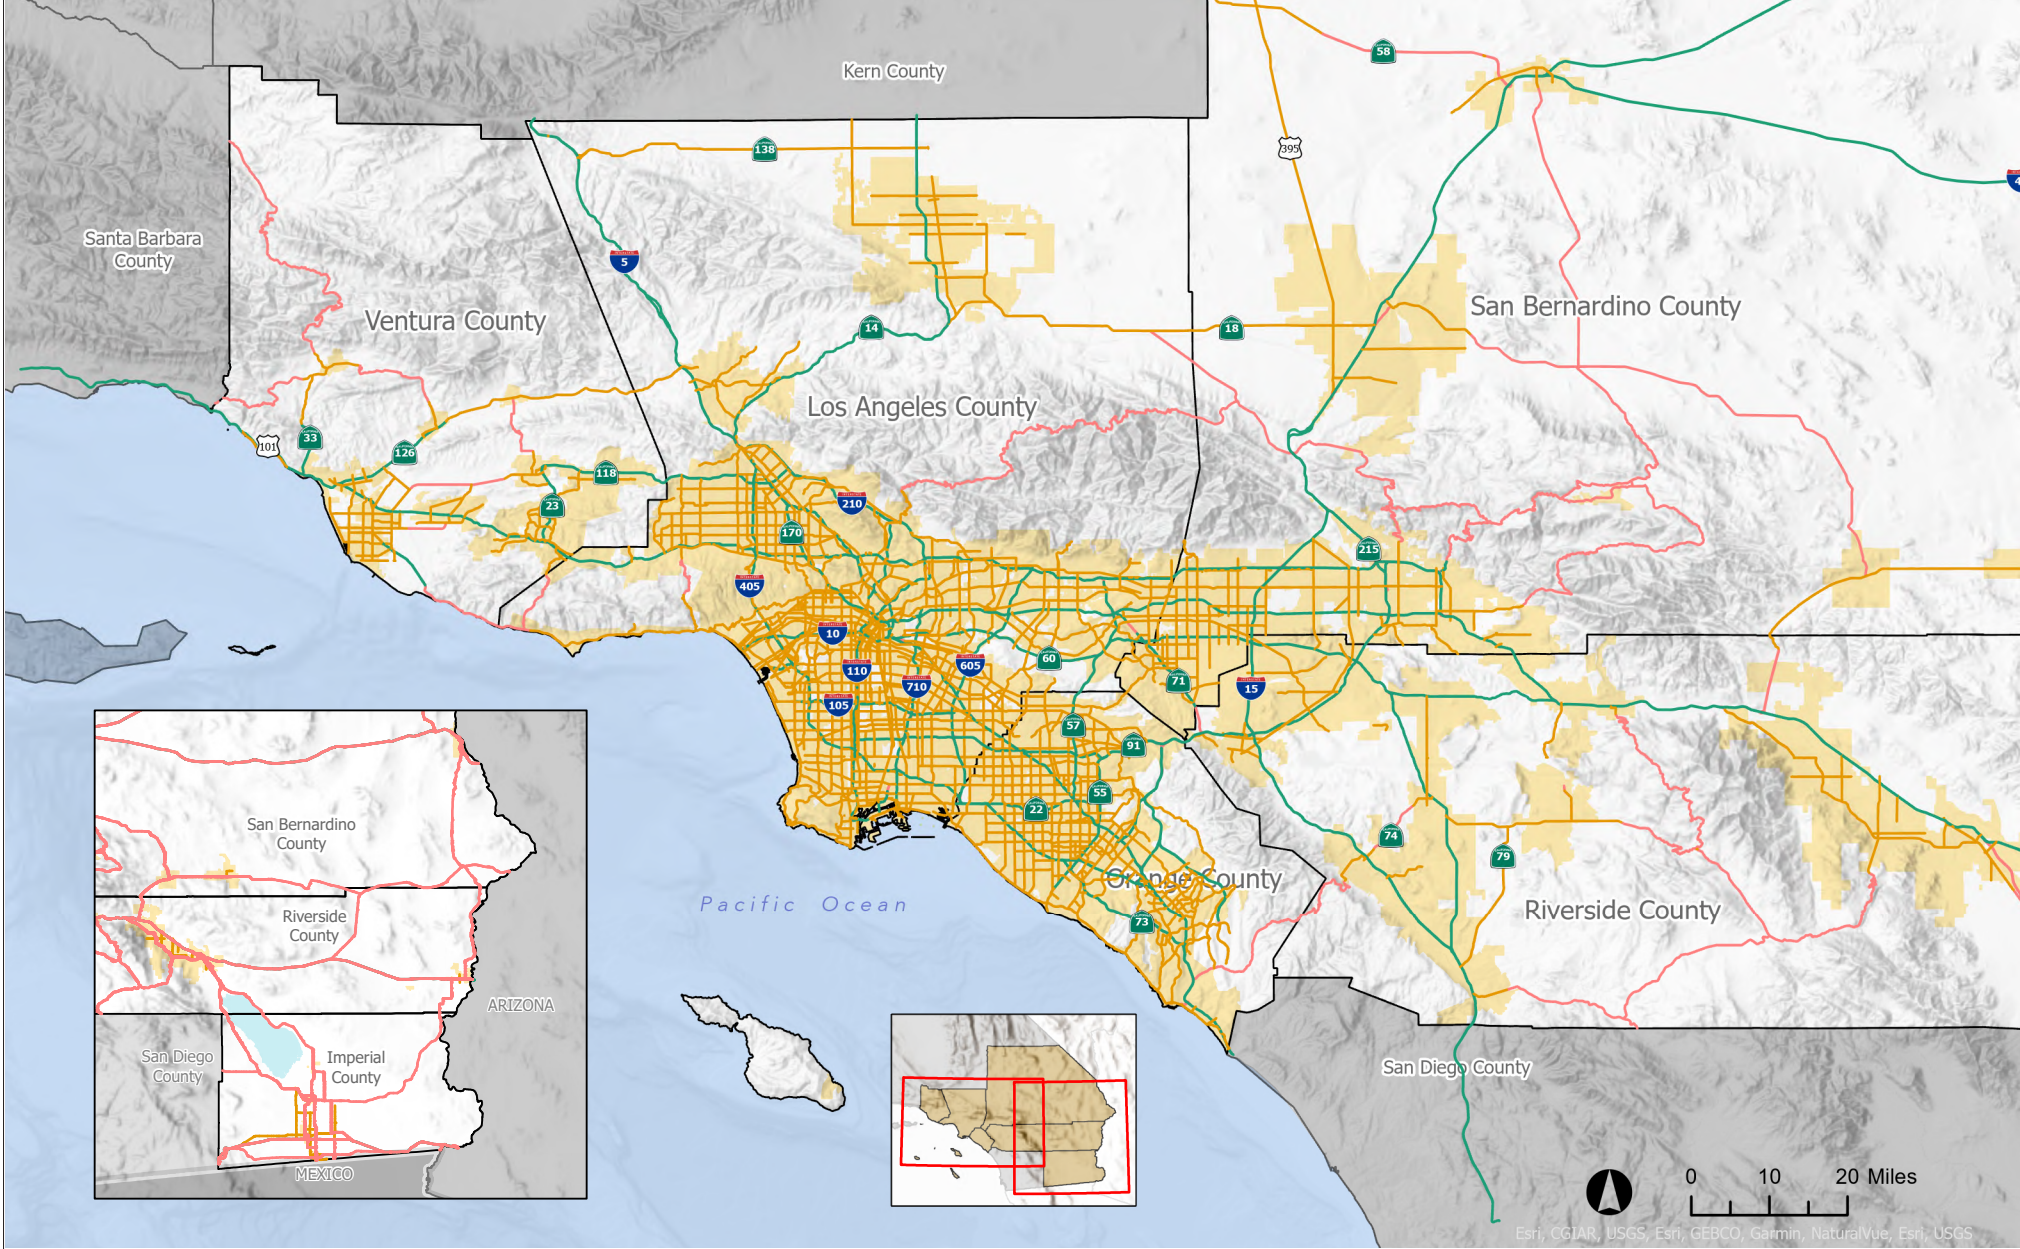 Kern County
58
138
395
4
Santa Barbara
County
5
Ventura County
San Bernardino County
14
18
Los Angeles County
33
101
126
118
23
210
170
215
405
10
110
605
60
710
71
15
105
57
91
55
22
74
79
Orange County
73
Riverside County
Pacific Ocean
San Diego County
San Bernardino
County
Riverside
County
ARIZONA
San Diego
County
Imperial
County
MEXICO
0 10 20 Miles
Esri, CGIAR, USGS, Esri, GEBCO, Garmin, NaturalVue, Esri, USGS